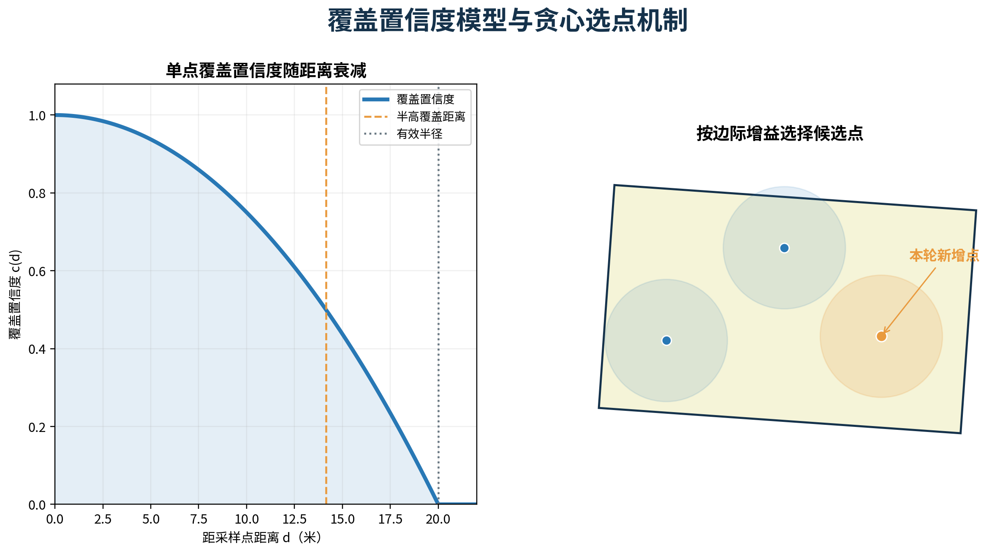 覆盖置信度模型与贪心选点机制
单点覆盖置信度随距离衰减
覆盖置信度
半高覆盖距离
有效半径
1.0
0.8
0.6
0.4
0.2
0.0
覆盖置信度 c(d)
0.0 2.5 5.0 7.5 10.0 12.5 15.0 17.5 20.0
距采样点距离 d（米）
按边际增益选择候选点
本轮新增点